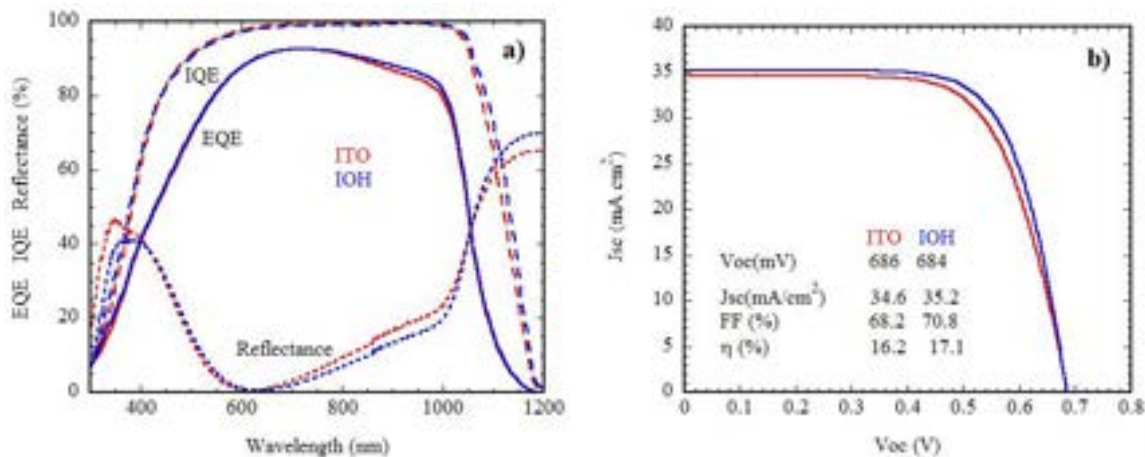 a)
100
80
60
40
20
0
400
600
800
1000
1200
EQE IQE Reflectance (%)
Wavelength (nm)
IQE
EQE
ITO
IOH
Reflectance
b)
40
35
30
25
20
15
10
5
0
0
0.1
0.2
0.3
0.4
0.5
0.6
0.7
0.8
Jsc (mA cm²)
Voc (V)
ITO IOH
Voc(mV) 686 684
Jsc(mA/cm²) 34.6 35.2
FF (%) 68.2 70.8
η (%) 16.2 17.1